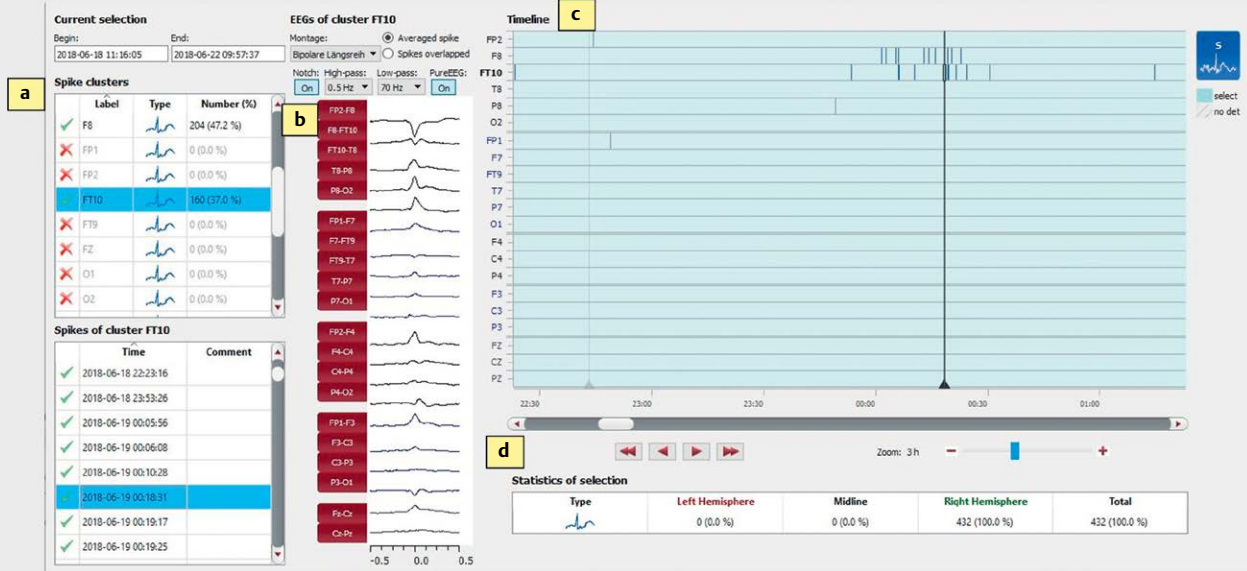 Current selection
Begin: End:
2018-06-18 11:16:05 2018-06-22 09:57:37
a
Spike clusters
Label Type Number (%)
F8 204 (47.2 %)
FP1 0 (0.0 %)
FP2 0 (0.0 %)
FT10 160 (37.0 %)
FT9 0 (0.0 %)
FZ 0 (0.0 %)
O1 0 (0.0 %)
O2 0 (0.0 %)
Spikes of cluster FT10
Time Comment
2018-06-18 22:23:16
2018-06-18 23:53:26
2018-06-19 00:05:56
2018-06-19 00:06:08
2018-06-19 00:10:28
2018-06-19 00:18:31
2018-06-19 00:19:17
2018-06-19 00:19:25
EEGs of cluster FT10
Montage: Averaged spike
Bipolare Längsreih Spikes overlapped
Notch: High-pass: Low-pass: PureEEG:
On 0.5 Hz 70 Hz On
b
FP2-F8
F8-FT10
FT10-T8
T8-P8
P8-O2
FP1-F7
F7-FT9
FT9-T7
T7-P7
P7-O1
FP2-F4
F4-C4
C4-P4
P4-O2
FP1-F3
F3-C3
C3-P3
P3-O1
Fz-Cz
Cz-Pz
-0.5 0.0 0.5
Timeline
c
FP2
F8
FT10
T8
P8
O2
FP1
F7
FT9
T7
P7
O1
F4
C4
P4
F3
C3
P3
FZ
CZ
PZ
22:30 23:00 23:30 00:00 00:30 01:00
S
select
no det
d
Zoom: 3 h
Statistics of selection
Type Left Hemisphere Midline Right Hemisphere Total
0 (0.0 %) 0 (0.0 %) 432 (100.0 %) 432 (100.0 %)